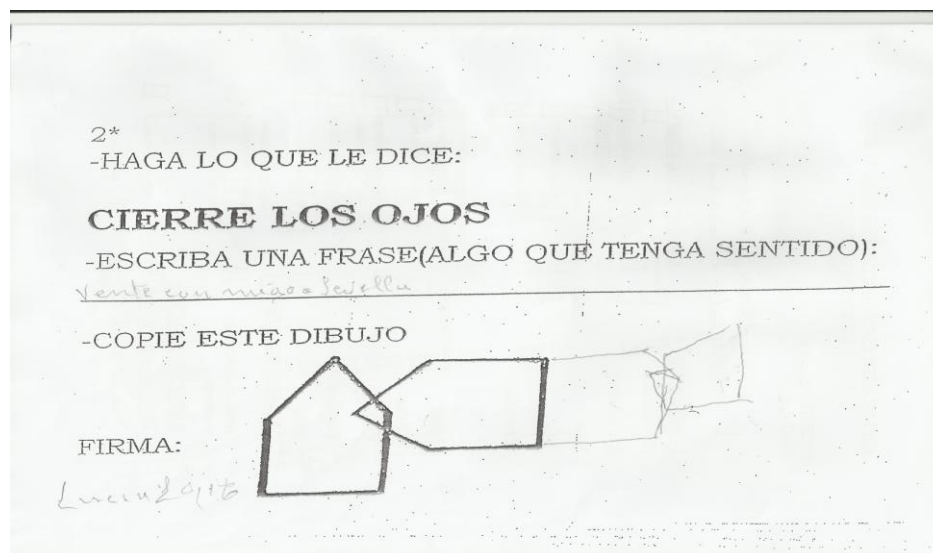 2*
-HAGA LO QUE LE DICE:
CIERRE LOS OJOS
-ESCRIBA UNA FRASE(ALGO QUE TENGA SENTIDO):
Vente con migo a Sevilla
-COPIE ESTE DIBUJO
FIRMA: